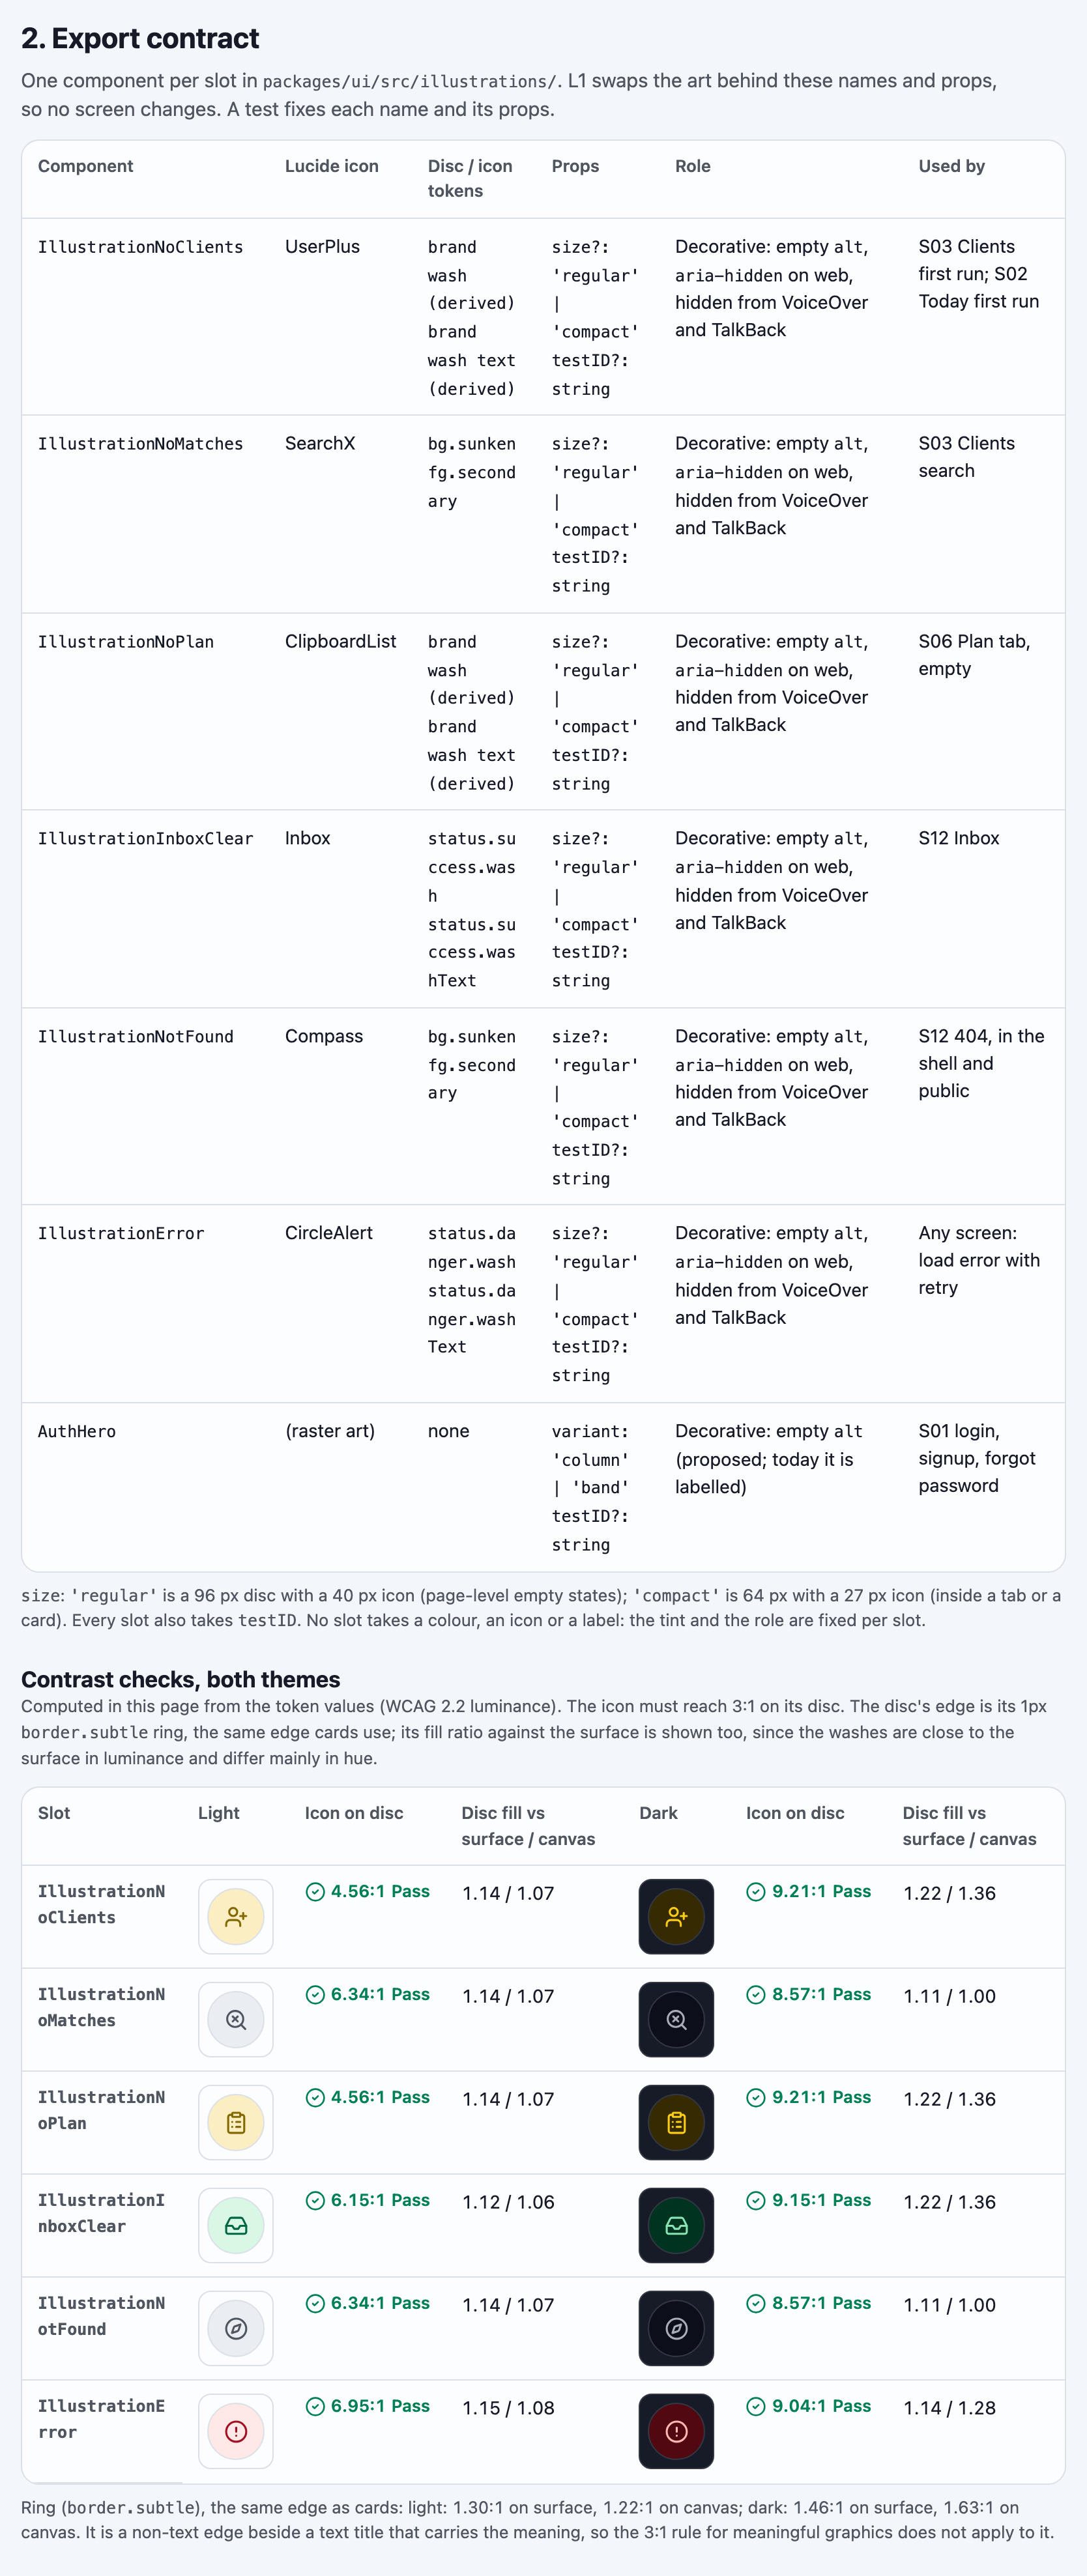 2. Export contract
One component per slot in packages/ui/src/illustrations/. L1 swaps the art behind these names and props,
so no screen changes. A test fixes each name and its props.
Component Lucide icon Disc / icon tokens Props Role Used by
IllustrationNoClients UserPlus
brand
wash
(derived)
brand
wash text
(derived)
size?:
'regular'
|
'compact'
testID?:
string
Decorative: empty alt,
aria-hidden on web,
hidden from VoiceOver
and TalkBack
S03 Clients
first run; S02
Today first run
IllustrationNoMatches SearchX
bg.sunken
fg.second
ary
size?:
'regular'
|
'compact'
testID?:
string
Decorative: empty alt,
aria-hidden on web,
hidden from VoiceOver
and TalkBack
S03 Clients
search
IllustrationNoPlan ClipboardList
brand
wash
(derived)
brand
wash text
(derived)
size?:
'regular'
|
'compact'
testID?:
string
Decorative: empty alt,
aria-hidden on web,
hidden from VoiceOver
and TalkBack
S06 Plan tab,
empty
IllustrationInboxClear Inbox
status.su
ccess.was
h
status.su
ccess.was
hText
size?:
'regular'
|
'compact'
testID?:
string
Decorative: empty alt,
aria-hidden on web,
hidden from VoiceOver
and TalkBack
S12 Inbox
IllustrationNotFound Compass
bg.sunken
fg.second
ary
size?:
'regular'
|
'compact'
testID?:
string
Decorative: empty alt,
aria-hidden on web,
hidden from VoiceOver
and TalkBack
S12 404, in the
shell and
public
IllustrationError CircleAlert
status.da
nger.wash
status.da
nger.wash
Text
size?:
'regular'
|
'compact'
testID?:
string
Decorative: empty alt,
aria-hidden on web,
hidden from VoiceOver
and TalkBack
Any screen:
load error with
retry
AuthHero (raster art) none
variant:
'column'
| 'band'
testID?:
string
Decorative: empty alt
(proposed; today it is
labelled)
S01 login,
signup, forgot
password
size: 'regular' is a 96 px disc with a 40 px icon (page-level empty states); 'compact' is 64 px with a 27 px icon (inside a tab or a
card). Every slot also takes testID. No slot takes a colour, an icon or a label: the tint and the role are fixed per slot.
Contrast checks, both themes
Computed in this page from the token values (WCAG 2.2 luminance). The icon must reach 3:1 on its disc. The disc's edge is its 1px
border.subtle ring, the same edge cards use; its fill ratio against the surface is shown too, since the washes are close to the
surface in luminance and differ mainly in hue.
Slot Light Icon on disc Disc fill vs surface / canvas Dark Icon on disc Disc fill vs surface / canvas
IllustrationN
oClients
4.56:1 Pass 1.14 / 1.07 9.21:1 Pass 1.22 / 1.36
IllustrationN
oMatches
6.34:1 Pass 1.14 / 1.07 8.57:1 Pass 1.11 / 1.00
IllustrationN
oPlan
4.56:1 Pass 1.14 / 1.07 9.21:1 Pass 1.22 / 1.36
IllustrationI
nboxClear
6.15:1 Pass 1.12 / 1.06 9.15:1 Pass 1.22 / 1.36
IllustrationN
otFound
6.34:1 Pass 1.14 / 1.07 8.57:1 Pass 1.11 / 1.00
IllustrationE
rror
6.95:1 Pass 1.15 / 1.08 9.04:1 Pass 1.14 / 1.28
Ring (border.subtle), the same edge as cards: light: 1.30:1 on surface, 1.22:1 on canvas; dark: 1.46:1 on surface, 1.63:1 on
canvas. It is a non-text edge beside a text title that carries the meaning, so the 3:1 rule for meaningful graphics does not apply to it.